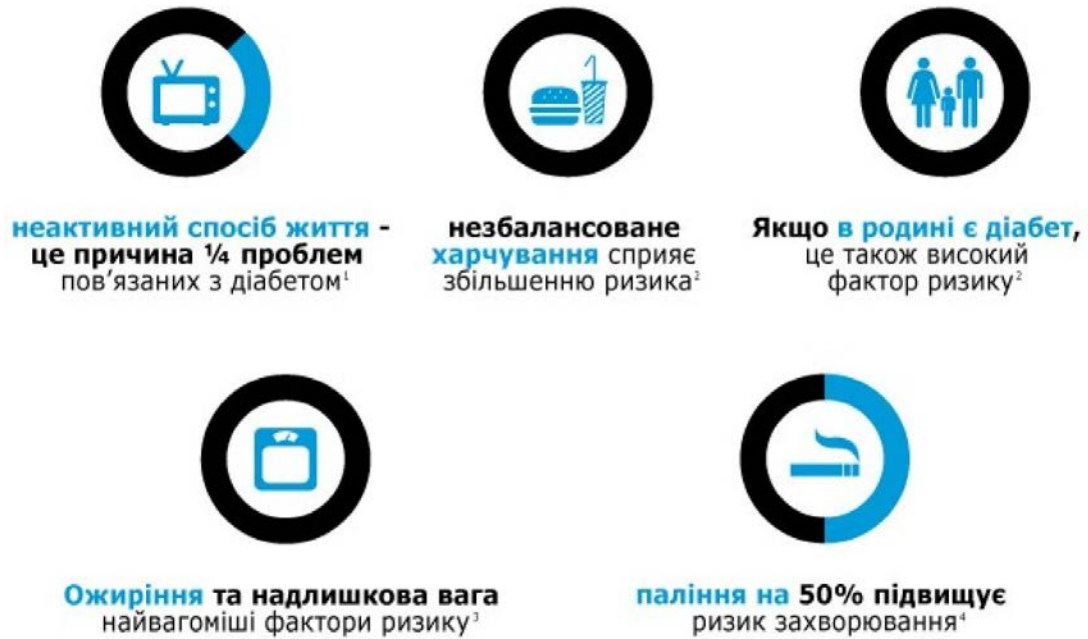 неактивний спосіб життя -
це причина ¼ проблем
пов’язаних з діабетом¹
незбалансоване
харчування сприяє
збільшенню ризика²
Якщо в родині є діабет,
це також високий
фактор ризику²
Ожиріння та надлишкова вага
найвагоміші фактори ризику³
паління на 50% підвищує
ризик захворювання⁴